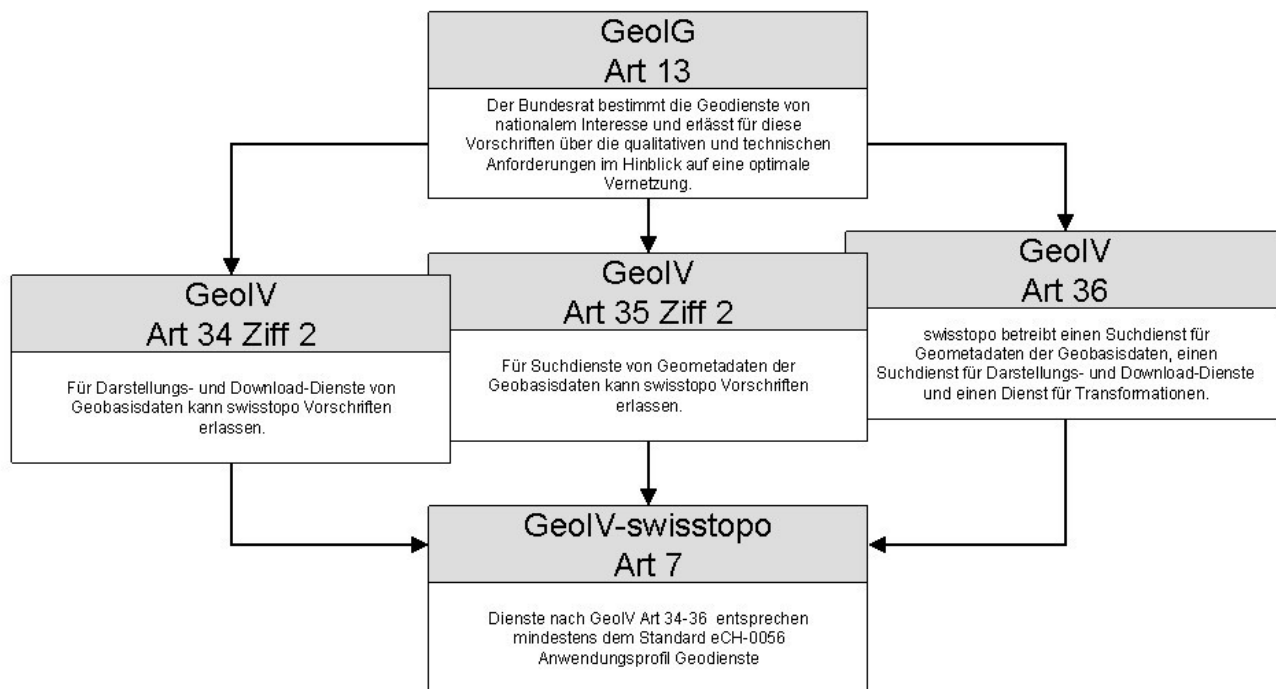 GeoIG
Art 13
Der Bundesrat bestimmt die Geodienste von
nationalem Interesse und erlässt für diese
Vorschriften über die qualitativen und technischen
Anforderungen im Hinblick auf eine optimale
Vernetzung.
GeoIV
Art 34 Ziff 2
Für Darstellungs- und Download-Dienste von
Geobasisdaten kann swisstopo Vorschriften
erlassen.
GeoIV
Art 35 Ziff 2
Für Suchdienste von Geometadaten der
Geobasisdaten kann swisstopo Vorschriften
erlassen.
GeoIV
Art 36
swisstopo betreibt einen Suchdienst für
Geometadaten der Geobasisdaten, einen
Suchdienst für Darstellungs- und Download-Dienste
und einen Dienst für Transformationen.
GeoIV-swisstopo
Art 7
Dienste nach GeoIV Art 34-36 entsprechen
mindestens dem Standard eCH-0056
Anwendungsprofil Geodienste